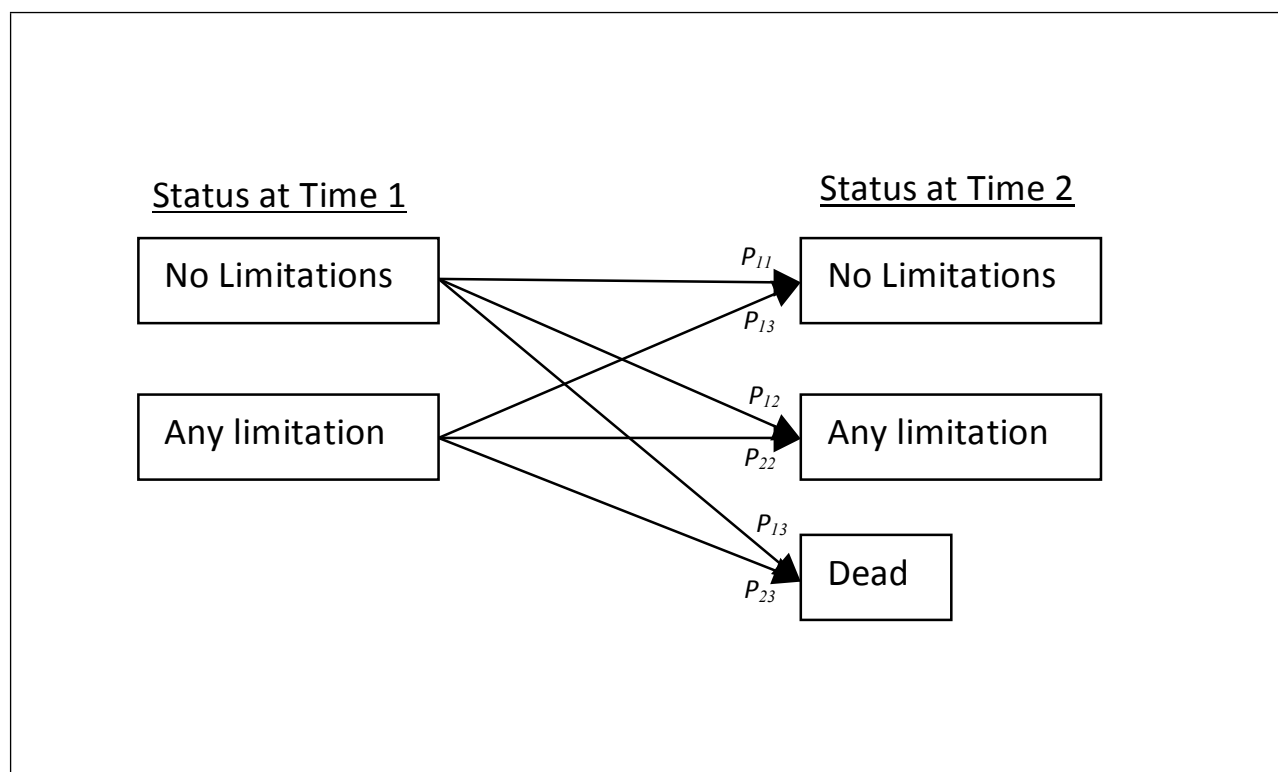 Status at Time 1
Status at Time 2
No Limitations
P11
No Limitations
P13
Any limitation
P12
Any limitation
P22
P13
Dead
P23